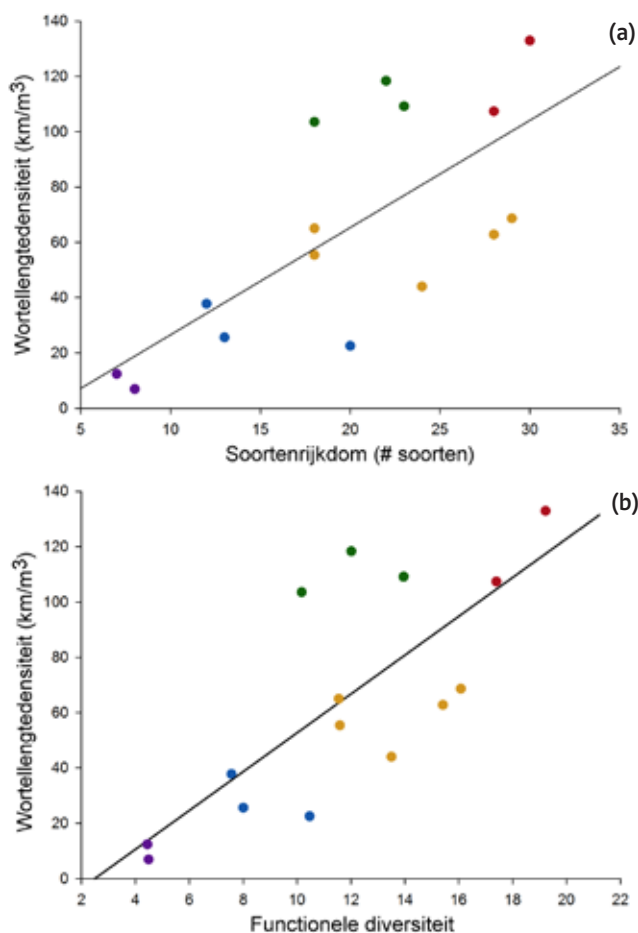 (a)
Wortellengtedensiteit (km/m³)
140
120
100
80
60
40
20
0
5 10 15 20 25 30 35
Soortenrijkdom (# soorten)
(b)
Wortellengtedensiteit (km/m³)
140
120
100
80
60
40
20
0
2 4 6 8 10 12 14 16 18 20 22
Functionele diversiteit